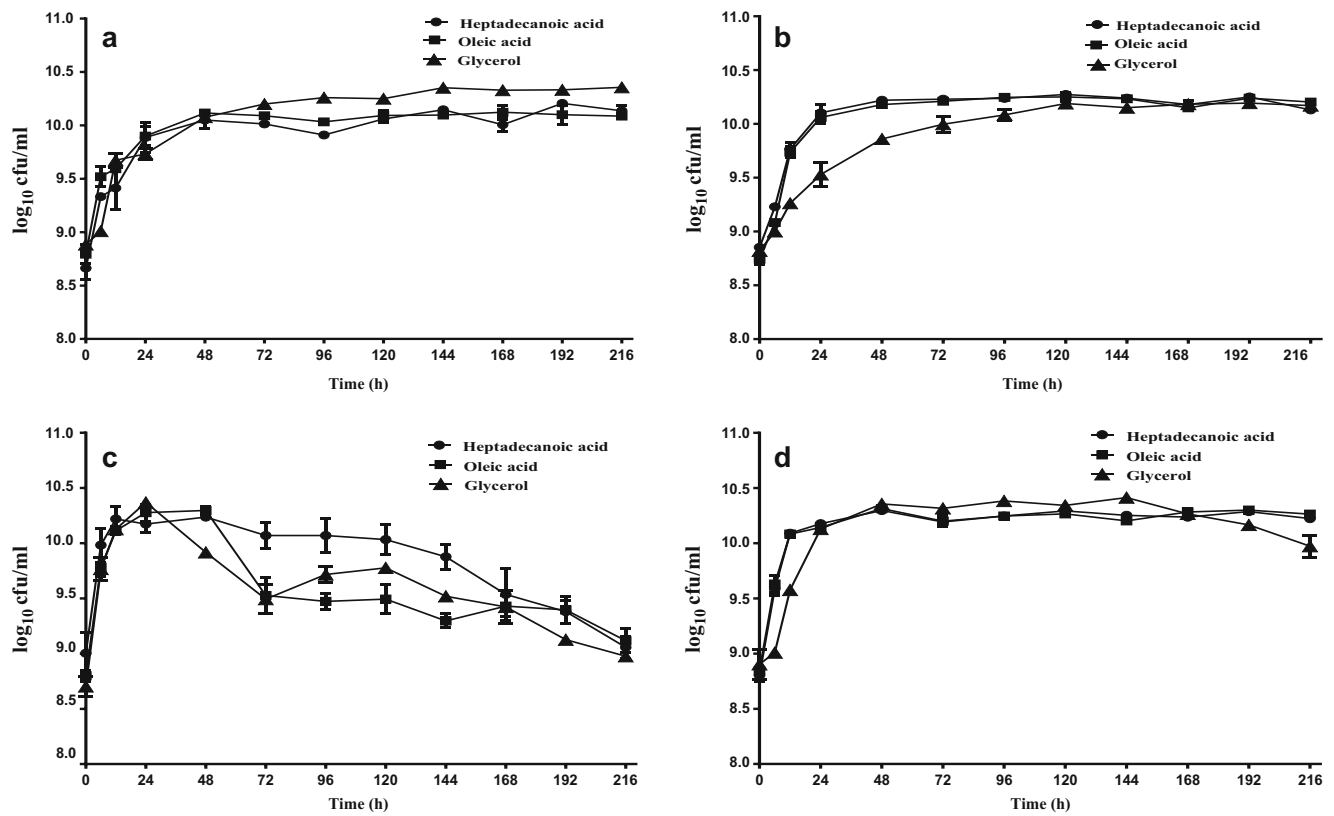 a
Heptadecanoic acid
Oleic acid
Glycerol
11.0
10.5
10.0
9.5
9.0
8.5
8.0
log10 cfu/ml
0 24 48 72 96 120 144 168 192 216
Time (h)
b
Heptadecanoic acid
Oleic acid
Glycerol
11.0
10.5
10.0
9.5
9.0
8.5
8.0
log10 cfu/ml
0 24 48 72 96 120 144 168 192 216
Time (h)
c
Heptadecanoic acid
Oleic acid
Glycerol
11.0
10.5
10.0
9.5
9.0
8.5
8.0
log10 cfu/ml
0 24 48 72 96 120 144 168 192 216
Time (h)
d
Heptadecanoic acid
Oleic acid
Glycerol
11.0
10.5
10.0
9.5
9.0
8.5
8.0
log10 cfu/ml
0 24 48 72 96 120 144 168 192 216
Time (h)